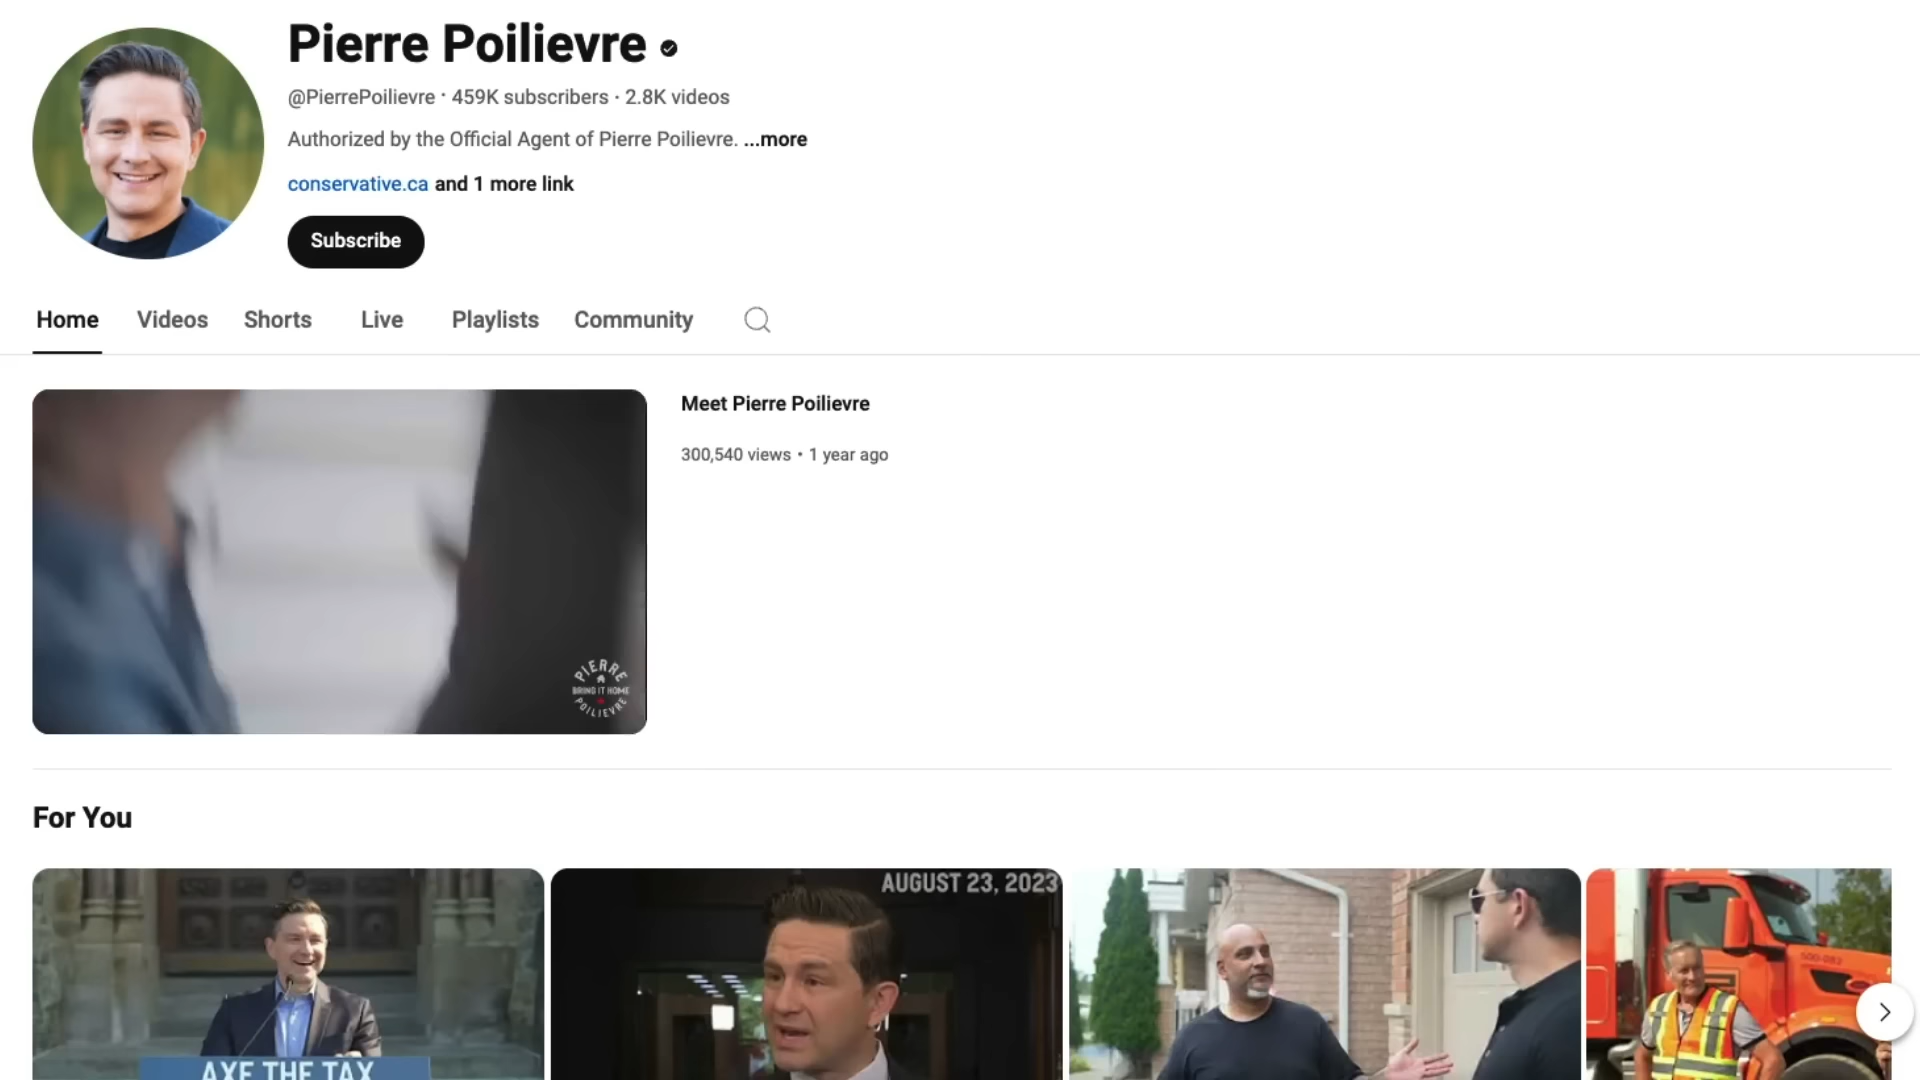 Pierre Poilievre
@PierrePoilievre · 459K subscribers · 2.8K videos
Authorized by the Official Agent of Pierre Poilievre. ...more
conservative.ca and 1 more link
Subscribe
Home Videos Shorts Live Playlists Community
Meet Pierre Poilievre
300,540 views • 1 year ago
PIERRE
BRING IT HOME
POILIEVRE
For You
AUGUST 23, 2023
AXE THE TAX